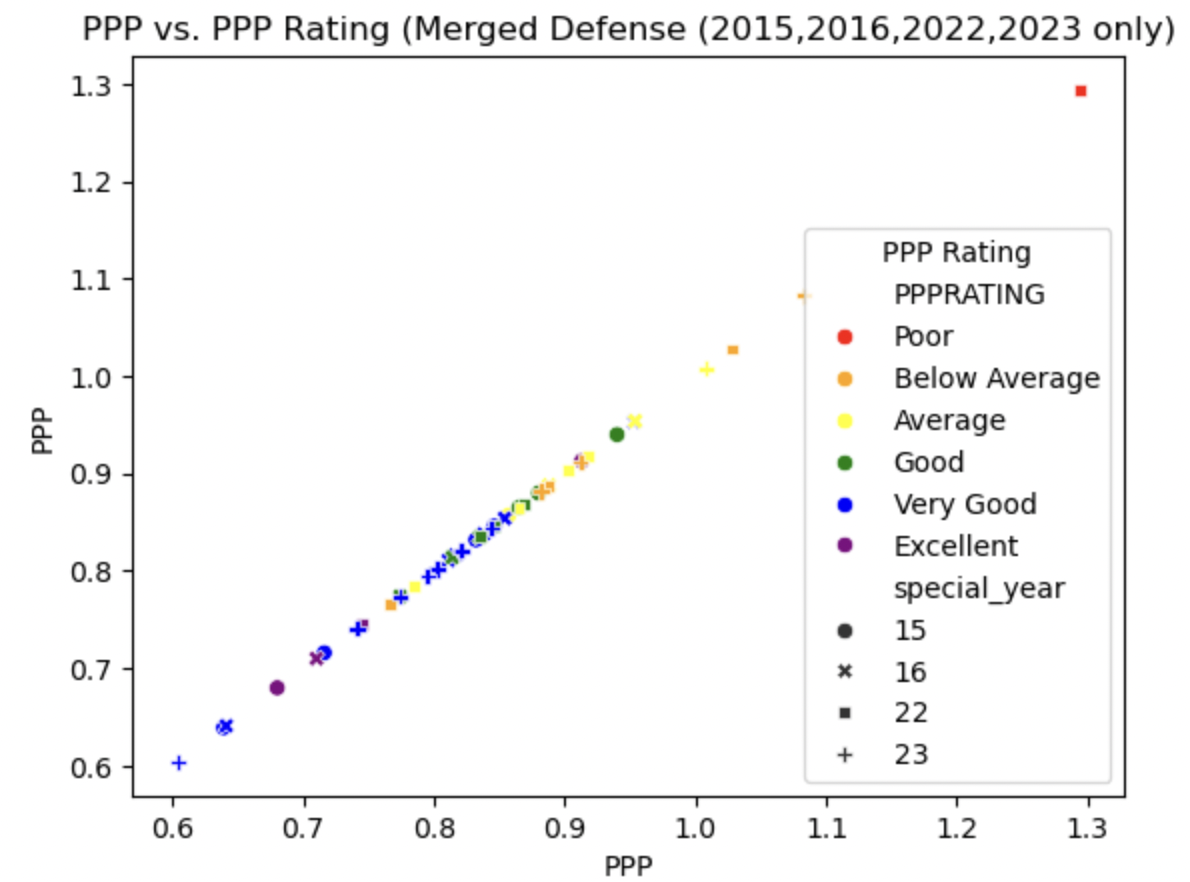 PPP vs. PPP Rating (Merged Defense (2015,2016,2022,2023 only)
1.3
1.2
1.1
1.0
0.9
0.8
0.7
0.6
PPP
PPP Rating
PPPRATING
Poor
Below Average
Average
Good
Very Good
Excellent
special_year
15
16
22
23
0.6 0.7 0.8 0.9 1.0 1.1 1.2 1.3
PPP